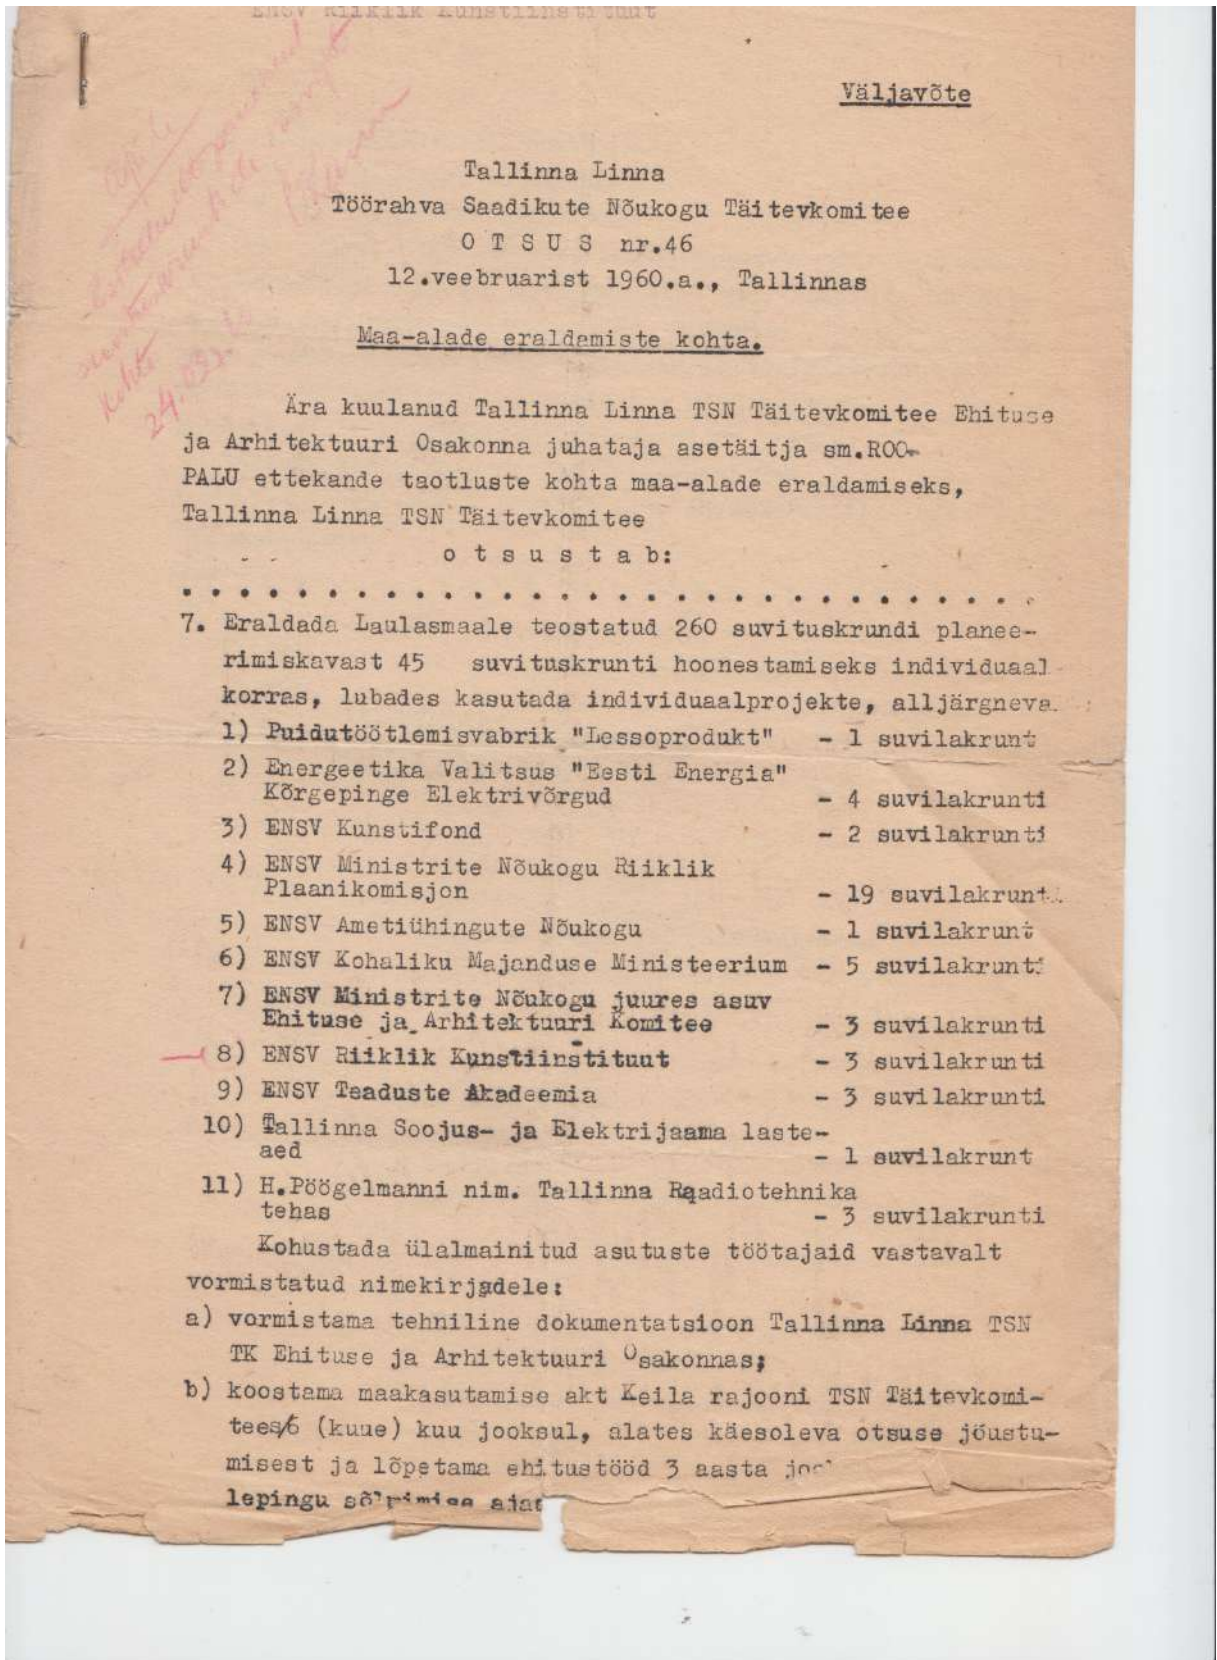 ENSV Riiklik Kunstiinstituut
Väljavõte
Tallinna Linna
Töörahva Saadikute Nõukogu Täitevkomitee
O T S U S nr.46
12.veebruarist 1960.a., Tallinnas
Maa-alade eraldamiste kohta.
kohta
24.
Ära kuulanud Tallinna Linna TSN Täitevkomitee Ehituse
ja Arhitektuuri Osakonna juhataja asetäitja sm.ROO-
PALU ettekande taotluste kohta maa-alade eraldamiseks,
Tallinna Linna TSN Täitevkomitee
o t s u s t a b:
. . . . . . . . . . . . . . . . . . . . . . . . . . . . . .
7. Eraldada Laulasmaale teostatud 260 suvituskrundi planee-
rimiskavast 45 suvituskrunti hoonestamiseks individuaal
korras, lubades kasutada individuaalprojekte, alljärgneva
1) Puidutöötlemisvabrik "Lessoprodukt" - 1 suvilakrunt
2) Energeetika Valitsus "Eesti Energia"
Kõrgepinge Elektrivõrgud - 4 suvilakrunti
3) ENSV Kunstifond - 2 suvilakrunti
4) ENSV Ministrite Nõukogu Riiklik
Plaanikomisjon - 19 suvilakrunti
5) ENSV Ametiühingute Nõukogu - 1 suvilakrunt
6) ENSV Kohaliku Majanduse Ministeerium - 5 suvilakrunti
7) ENSV Ministrite Nõukogu juures asuv
Ehituse ja Arhitektuuri Komitee - 3 suvilakrunti
8) ENSV Riiklik Kunstiinstituut - 3 suvilakrunti
9) ENSV Teaduste Akadeemia - 3 suvilakrunti
10) Tallinna Soojus- ja Elektrijaama laste-
aed - 1 suvilakrunt
11) H.Pöögelmanni nim. Tallinna Raadiotehnika
tehas - 3 suvilakrunti
Kohustada ülalmainitud asutuste töötajaid vastavalt
vormistatud nimekirjadele:
a) vormistama tehniline dokumentatsioon Tallinna Linna TSN
TK Ehituse ja Arhitektuuri Osakonnas;
b) koostama maakasutamise akt Keila rajooni TSN Täitevkomi-
tees/6 (kuue) kuu jooksul, alates käesoleva otsuse jõustu-
misest ja lõpetama ehitustööd 3 aasta
lepingu sõlmimise